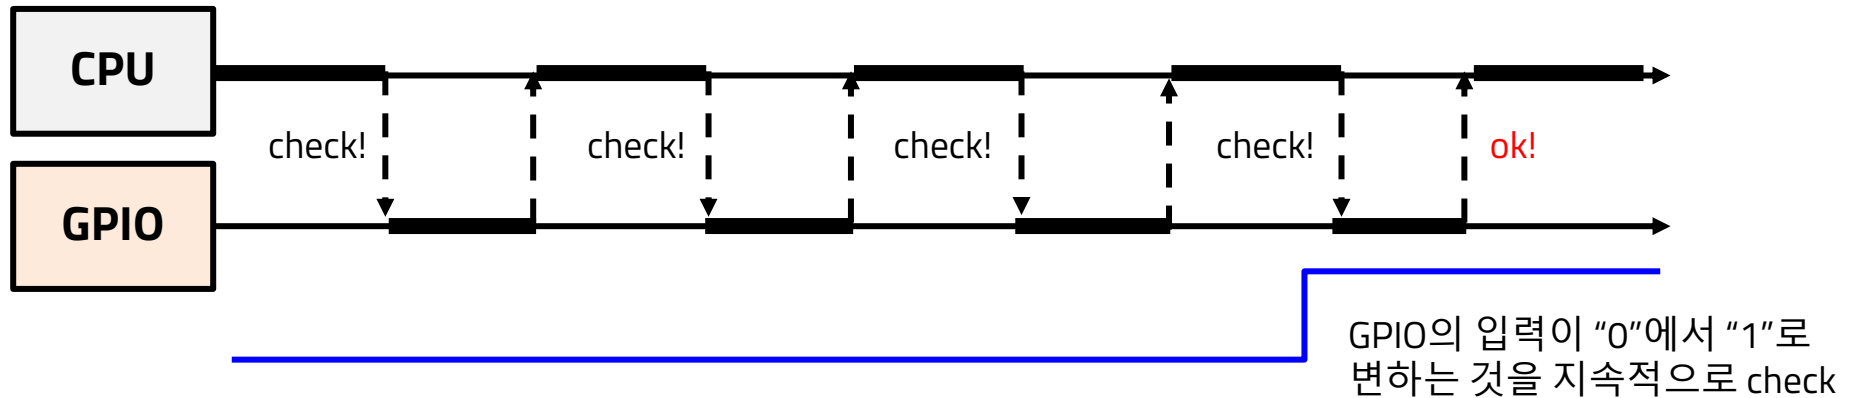 CPU
check!
check!
check!
check!
ok!
GPIO
GPIO의 입력이 “0”에서 “1”로
변하는 것을 지속적으로 check